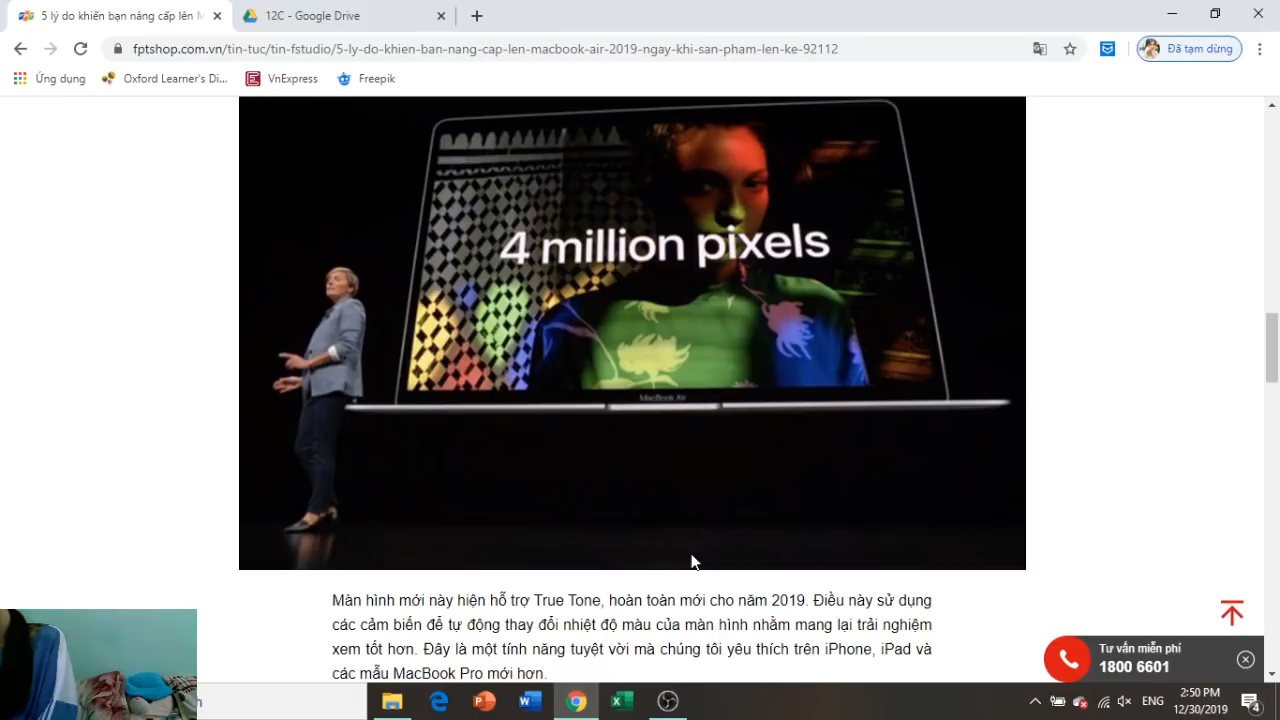 5 lý do khiến bạn nâng cấp lên M
12C - Google Drive
fptshop.com.vn/tin-tuc/tin-fstudio/5-ly-do-khien-ban-nang-cap-len-macbook-air-2019-ngay-khi-san-pham-len-ke-92112
Đã tạm dừng
Ứng dụng
Oxford Learner's Di...
VnExpress
Freepik
4 million pixels
MacBook Air
Màn hình mới này hiện hỗ trợ True Tone, hoàn toàn mới cho năm 2019. Điều này sử dụng
các cảm biến để tự động thay đổi nhiệt độ màu của màn hình nhằm mang lại trải nghiệm
xem tốt hơn. Đây là một tính năng tuyệt vời mà chúng tôi yêu thích trên iPhone, iPad và
các mẫu MacBook Pro mới hơn.
Tư vấn miễn phí
1800 6601
ENG
2:50 PM
12/30/2019
4